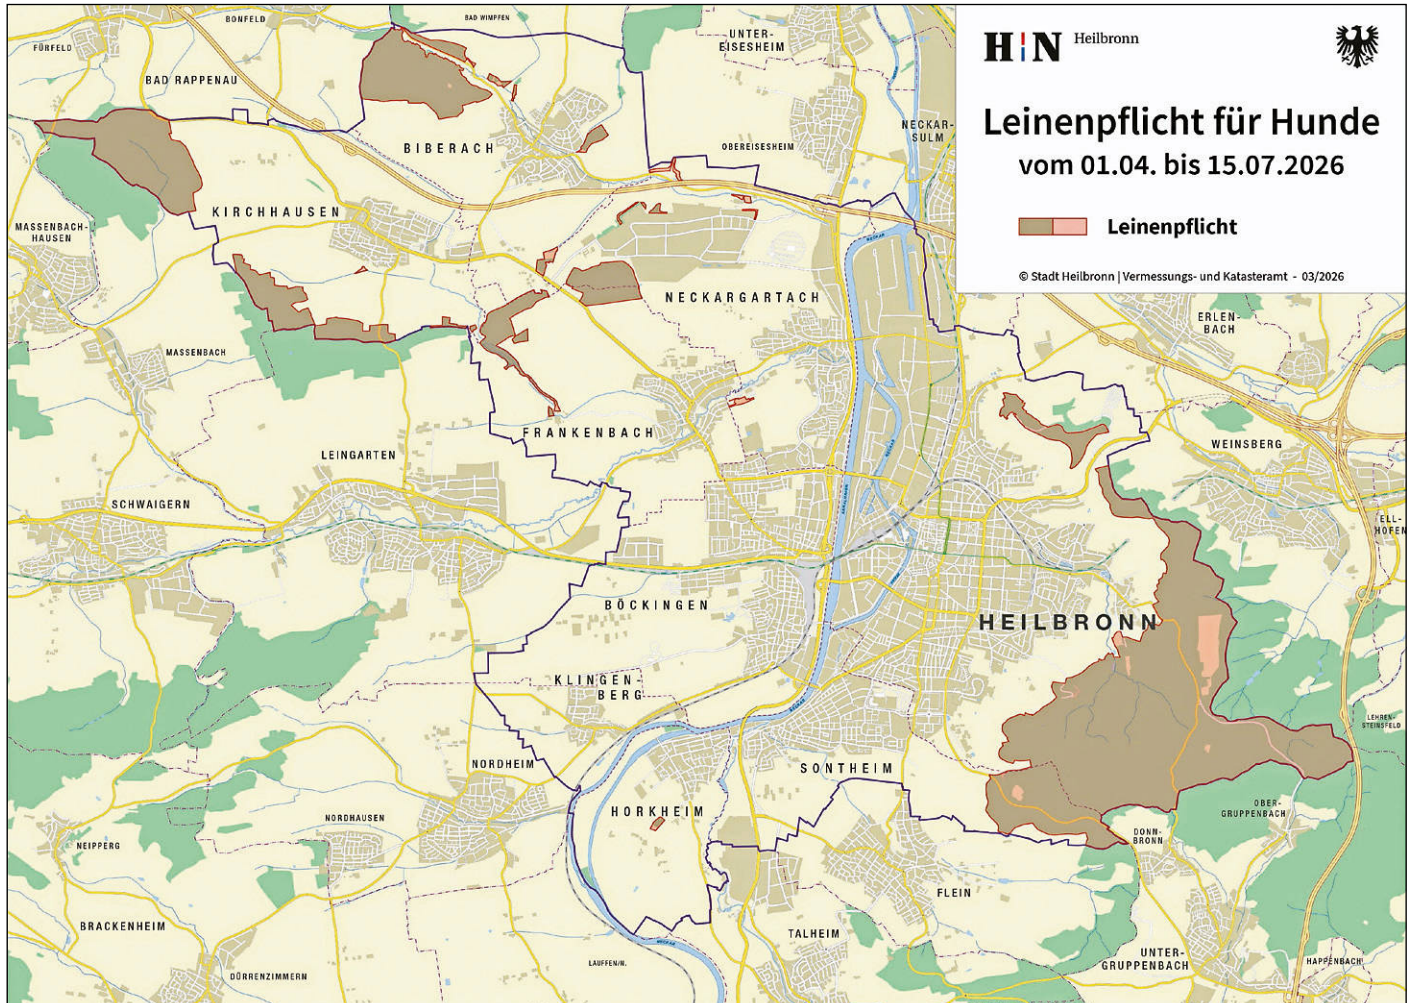 H¦N Heilbronn
Leinenpflicht für Hunde
vom 01.04. bis 15.07.2026
Leinenpflicht
© Stadt Heilbronn | Vermessungs- und Katasteramt - 03/2026
BONFELD
BAD WIMPFEN
FÜRFELD
UNTER-
EISESHEIM
BAD RAPPENAU
NECKAR-
SULM
BIBERACH
OBEREISESHEIM
KIRCHHAUSEN
MASSENBACH-
HAUSEN
NECKAR
NECKARGARTACH
ERLEN-
BACH
MASSENBACH
FRANKENBACH
WEINSBERG
LEINGARTEN
SCHWAIGERN
ELL-
HOFEN
BÖCKINGEN
HEILBRONN
KLINGEN-
BERG
LEHREN-
STEINSFELD
NORDHEIM
SONTHEIM
HORKHEIM
OBER-
GRUPPENBACH
NORDHAUSEN
DONN-
BRONN
NEIPPERG
FLEIN
BRACKENHEIM
TALHEIM
UNTER-
GRUPPENBACH
LAUFFEN/N.
HAPPENBACH
DÜRRENZIMMERN